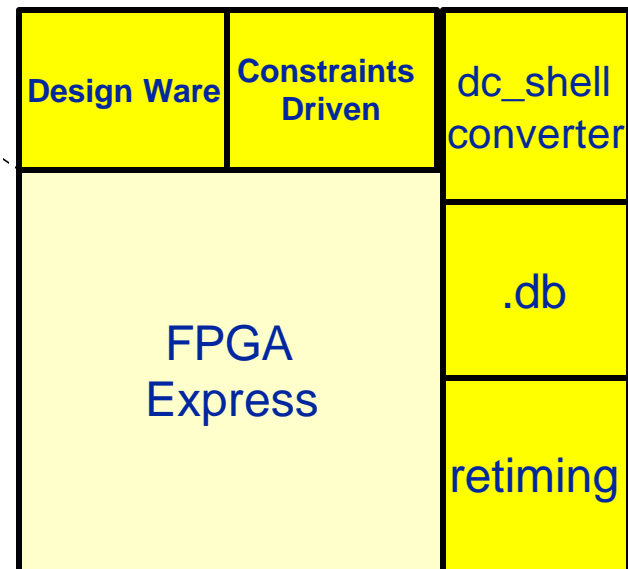 Design Ware
Constraints
Driven
dc_shell
converter
.db
FPGA
Express
retiming